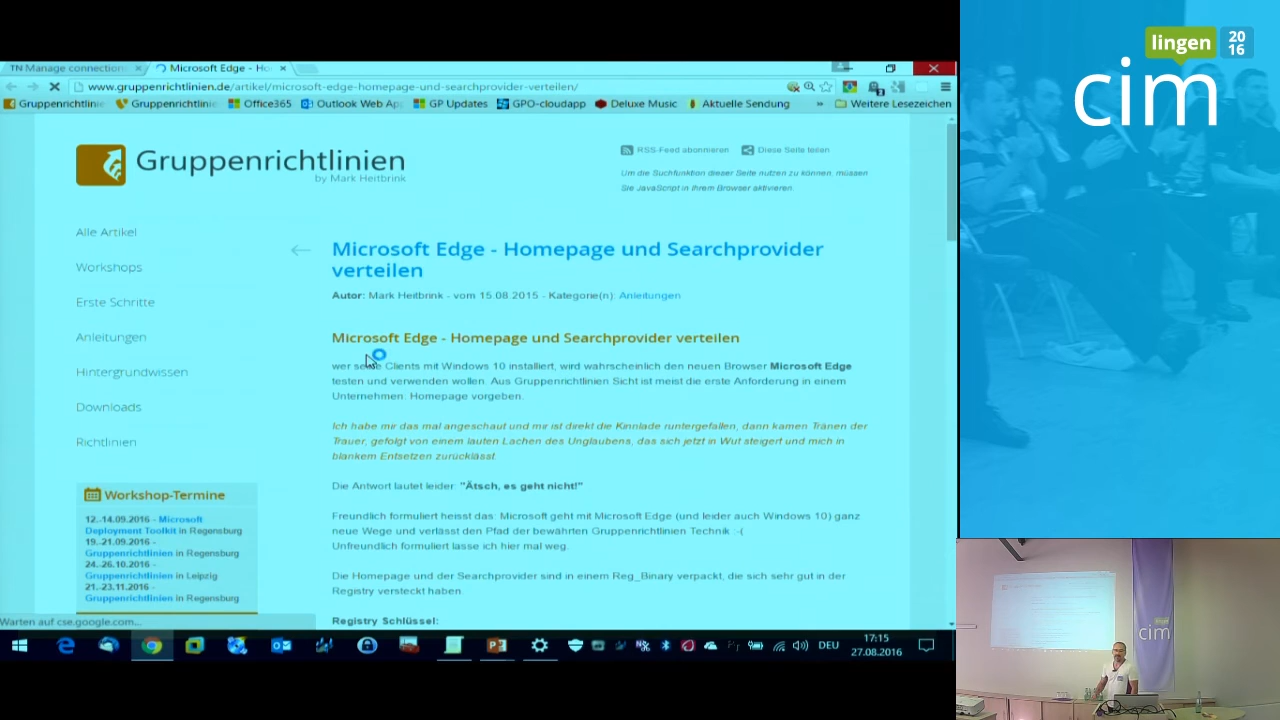 TN Manage connection
Microsoft Edge - Ho
www.gruppenrichtlinien.de/artikel/microsoft-edge-homepage-und-searchprovider-verteilen/
Gruppenrichtlinie
Gruppenrichtlinie
Office365
Outlook Web Ap
GP Updates
GPO-cloudapp
Deluxe Music
Aktuelle Sendung
»
Weitere Lesezeichen
Gruppenrichtlinien
by Mark Heitbrink
RSS-Feed abonnieren
Diese Seite teilen
Um die Suchfunktion dieser Seite nutzen zu können, müssen
Sie JavaScript in Ihrem Browser aktivieren.
Alle Artikel
Workshops
Erste Schritte
Anleitungen
Hintergrundwissen
Downloads
Richtlinien
Workshop-Termine
12.-14.09.2016 - Microsoft
Deployment Toolkit in Regensburg
19.-21.09.2016 -
Gruppenrichtlinien in Regensburg
24.-26.10.2016 -
Gruppenrichtlinien in Leipzig
21.-23.11.2016 -
Gruppenrichtlinien in Regensburg
Microsoft Edge - Homepage und Searchprovider
verteilen
Autor: Mark Heitbrink - vom 15.08.2015 - Kategorie(n): Anleitungen
Microsoft Edge - Homepage und Searchprovider verteilen
wer seine Clients mit Windows 10 installiert, wird wahrscheinlich den neuen Browser Microsoft Edge
testen und verwenden wollen. Aus Gruppenrichtlinien Sicht ist meist die erste Anforderung in einem
Unternehmen: Homepage vorgeben.
Ich habe mir das mal angeschaut und mir ist direkt die Kinnlade runtergefallen, dann kamen Tränen der
Trauer, gefolgt von einem lauten Lachen des Unglaubens, das sich jetzt in Wut steigert und mich in
blankem Entsetzen zurücklässt.
Die Antwort lautet leider: "Ätsch, es geht nicht!"
Freundlich formuliert heisst das: Microsoft geht mit Microsoft Edge (und leider auch Windows 10) ganz
neue Wege und verlässt den Pfad der bewährten Gruppenrichtlinien Technik :-(
Unfreundlich formuliert lasse ich hier mal weg..
Die Homepage und der Searchprovider sind in einem Reg_Binary verpackt, die sich sehr gut in der
Registry versteckt haben.
Registry Schlüssel:
Warten auf cse.google.com...
DEU
17:15
27.08.2016
lingen
20
16
cim
cim